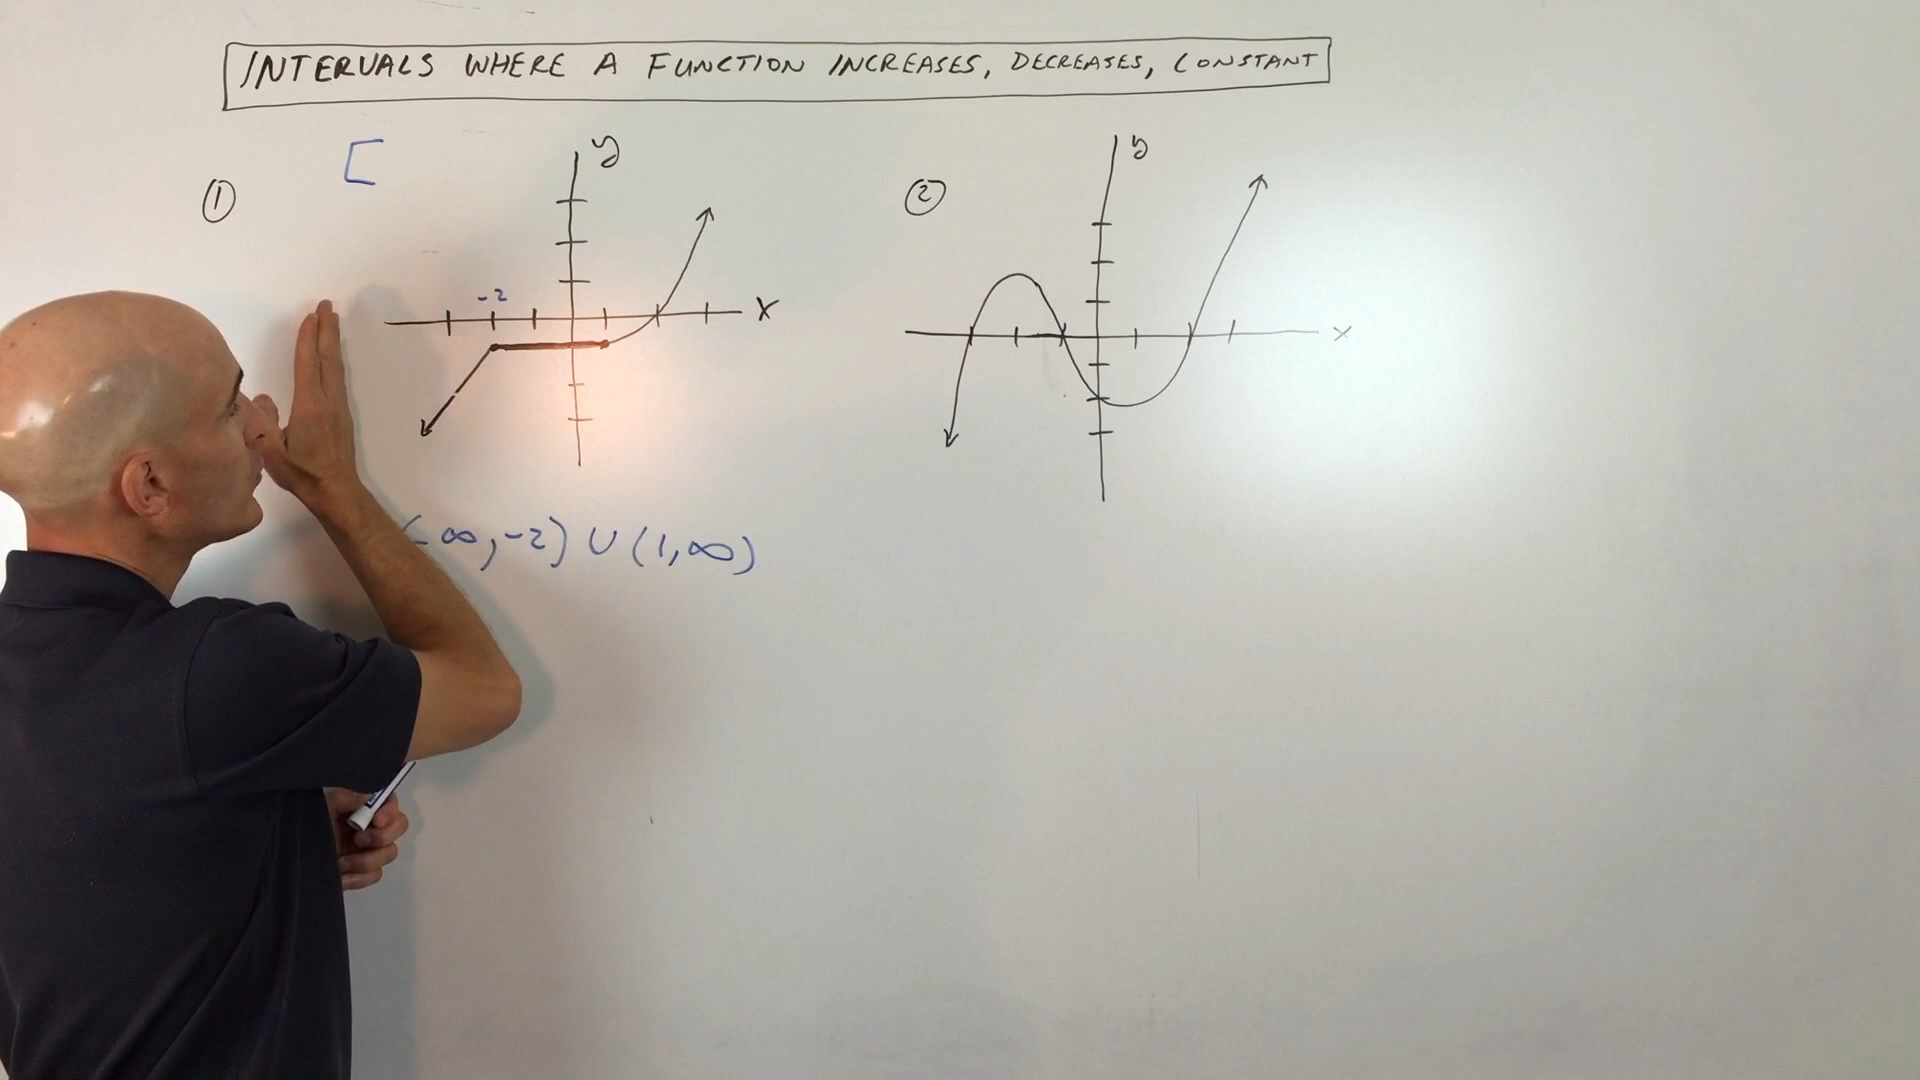 INTERVALS WHERE A FUNCTION INCREASES, DECREASES, CONSTANT
[
① y
-2
x
② y
x
(-∞,-2) ∪ (1,∞)